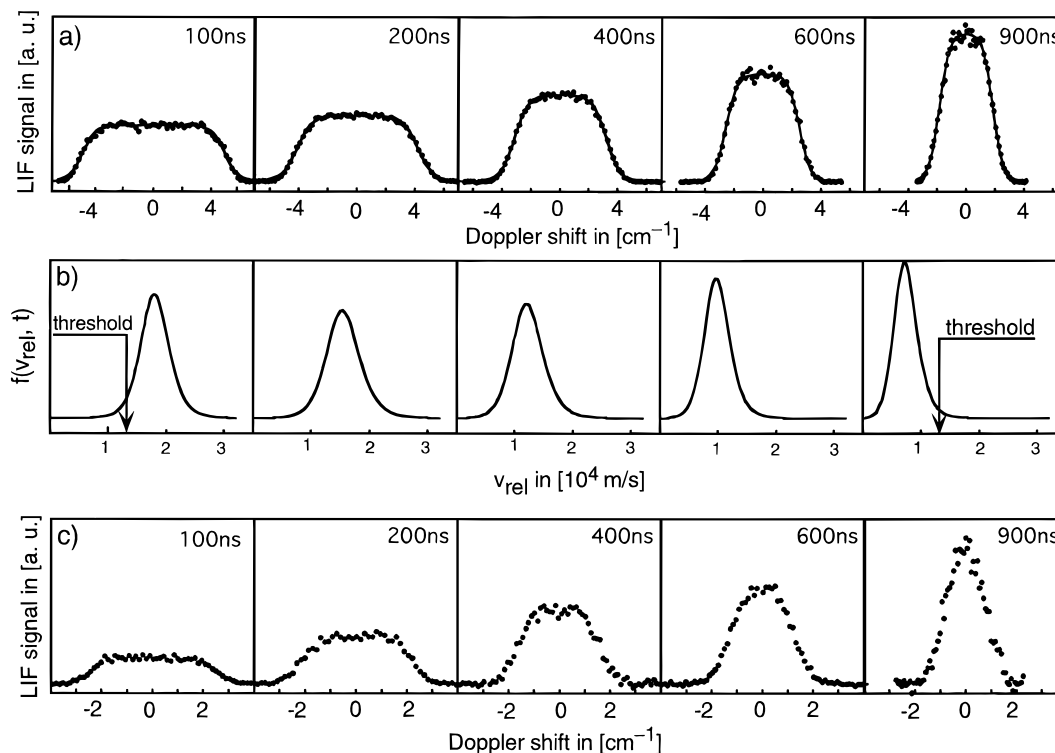 a)
100ns 200ns 400ns 600ns 900ns
LIF signal in [a. u.]
-4 0 4 -4 0 4 -4 0 4 -4 0 4 -4 0 4
Doppler shift in [cm⁻¹]
b)
threshold threshold
f(v_rel, t)
1 2 3 1 2 3 1 2 3 1 2 3 1 2 3
v_rel in [10⁴ m/s]
c)
100ns 200ns 400ns 600ns 900ns
LIF signal in [a. u.]
-2 0 2 -2 0 2 -2 0 2 -2 0 2 -2 0 2
Doppler shift in [cm⁻¹]